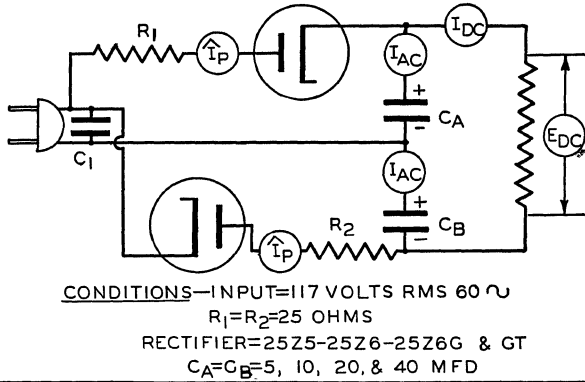 R1
ÎP
IAC
IDC
+
CA
-
EDC
C1
IAC
+
CB
-
R2
ÎP
CONDITIONS—INPUT=117 VOLTS RMS 60 ∿
R1=R2=25 OHMS
RECTIFIER=25Z5-25Z6-25Z6G & GT
CA=CB=5, 10, 20, & 40 MFD